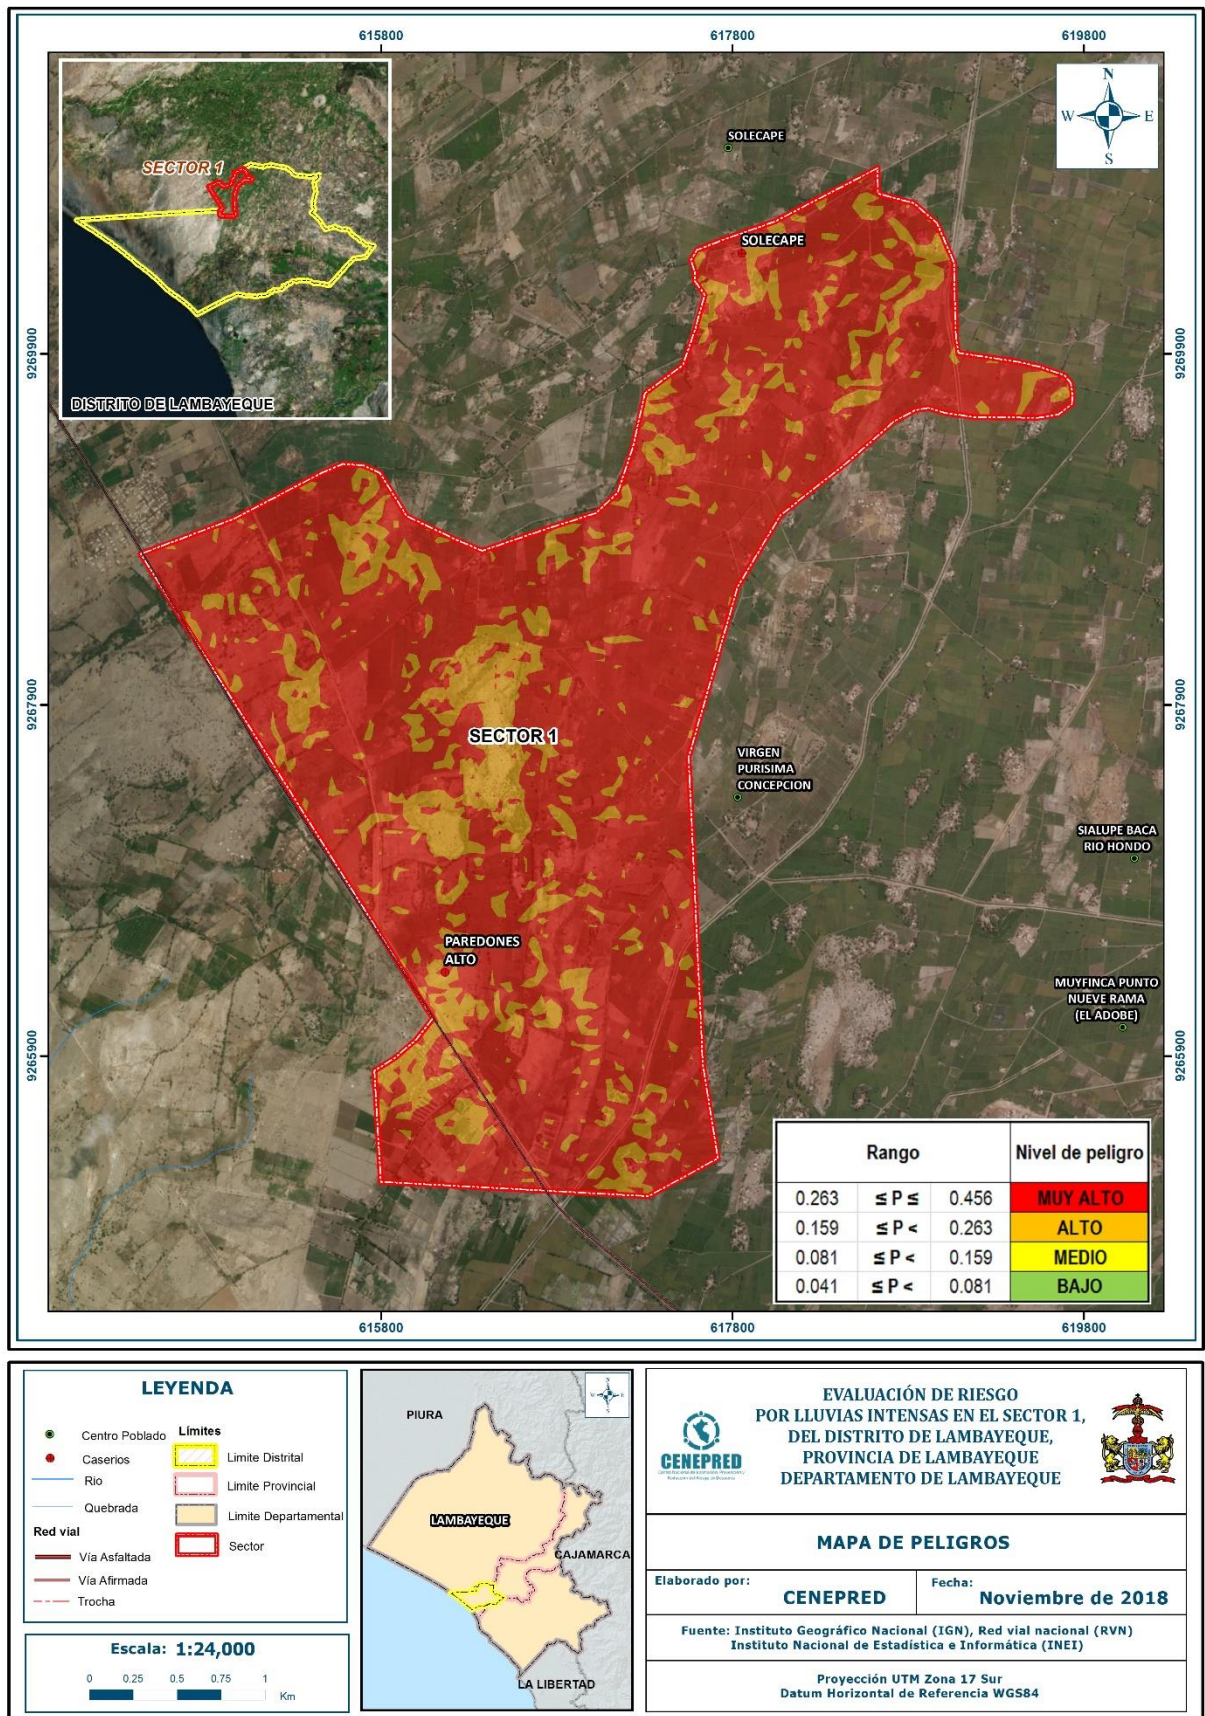 615800
617800
619800
N
W
E
S
SECTOR 1
DISTRITO DE LAMBAYEQUE
SOLECAPE
SOLECAPE
9269900
9269900
9267900
9267900
SECTOR 1
VIRGEN
PURISIMA
CONCEPCION
SIALUPE BACA
RIO HONDO
PAREDONES
ALTO
MUYFINCA PUNTO
NUEVE RAMA
(EL ADOBE)
9265900
9265900
Rango Nivel de peligro
0.263 ≤ P ≤ 0.456 MUY ALTO
0.159 ≤ P < 0.263 ALTO
0.081 ≤ P < 0.159 MEDIO
0.041 ≤ P < 0.081 BAJO
615800
617800
619800
LEYENDA
Centro Poblado
Caserios
Rio
Quebrada
Red vial
Vía Asfaltada
Vía Afirmada
Trocha
Límites
Limite Distrital
Limite Provincial
Limite Departamental
Sector
Escala: 1:24,000
0 0.25 0.5 0.75 1
Km
PIURA
LAMBAYEQUE
CAJAMARCA
LA LIBERTAD
CENEPRED
EVALUACIÓN DE RIESGO
POR LLUVIAS INTENSAS EN EL SECTOR 1,
DEL DISTRITO DE LAMBAYEQUE,
PROVINCIA DE LAMBAYEQUE
DEPARTAMENTO DE LAMBAYEQUE
MAPA DE PELIGROS
Elaborado por:
CENEPRED
Fecha:
Noviembre de 2018
Fuente: Instituto Geográfico Nacional (IGN), Red vial nacional (RVN)
Instituto Nacional de Estadística e Informática (INEI)
Proyección UTM Zona 17 Sur
Datum Horizontal de Referencia WGS84